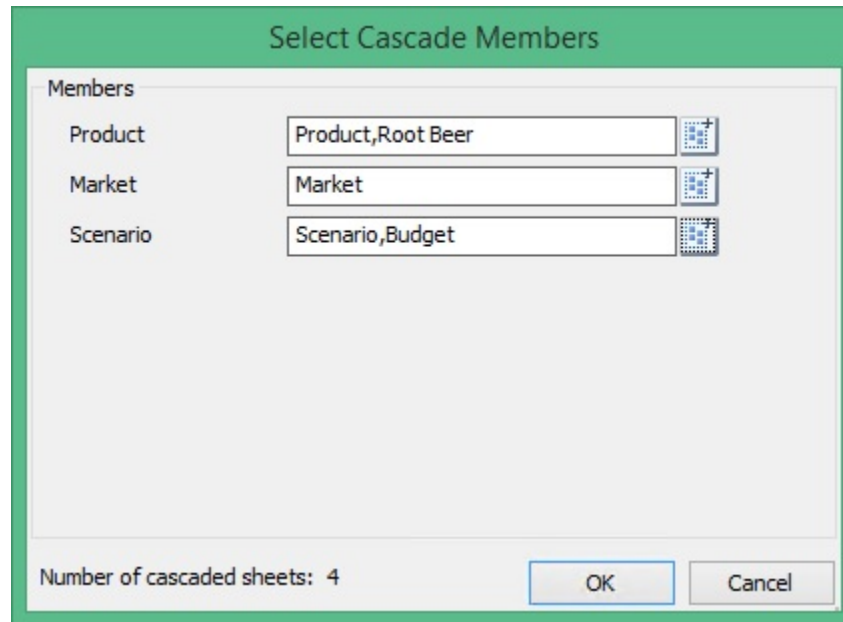 Select Cascade Members
Members
Product Product,Root Beer
Market Market
Scenario Scenario,Budget
Number of cascaded sheets: 4 OK Cancel